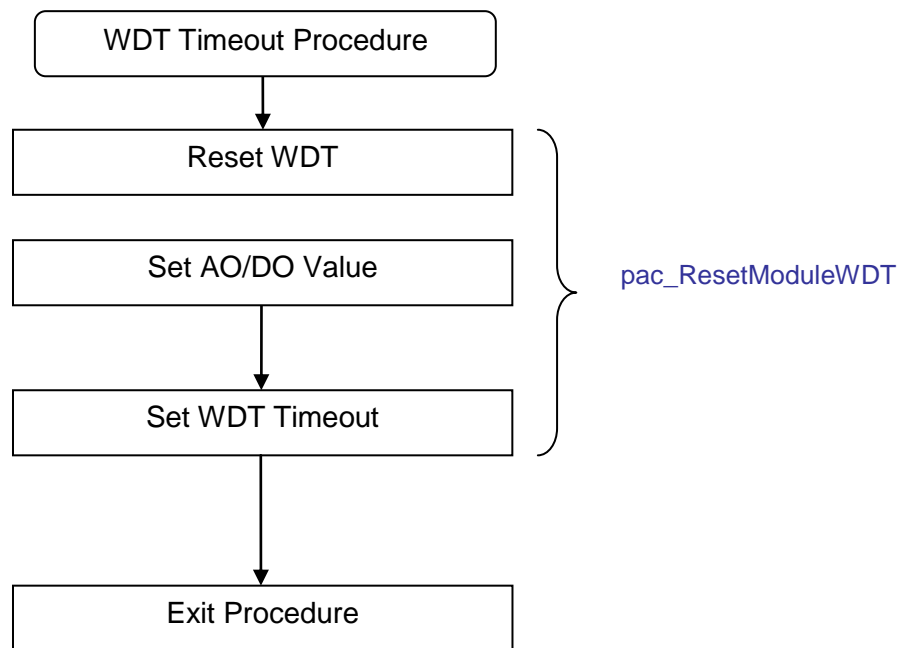 WDT Timeout Procedure
Reset WDT
Set AO/DO Value
pac_ResetModuleWDT
Set WDT Timeout
Exit Procedure